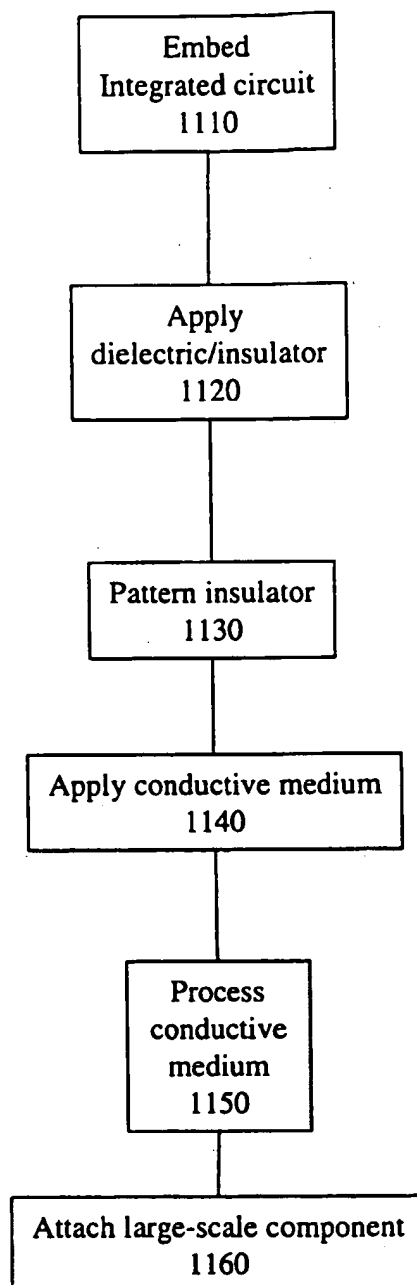 Embed
Integrated circuit
1110
Apply
dielectric/insulator
1120
Pattern insulator
1130
Apply conductive medium
1140
Process
conductive
medium
1150
Attach large-scale component
1160